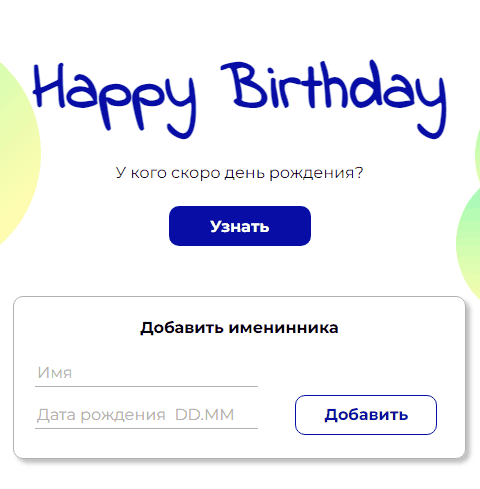 Happy Birthday
У кого скоро день рождения?
Узнать
Добавить именинника
Имя
Дата рождения DD.MM
Добавить